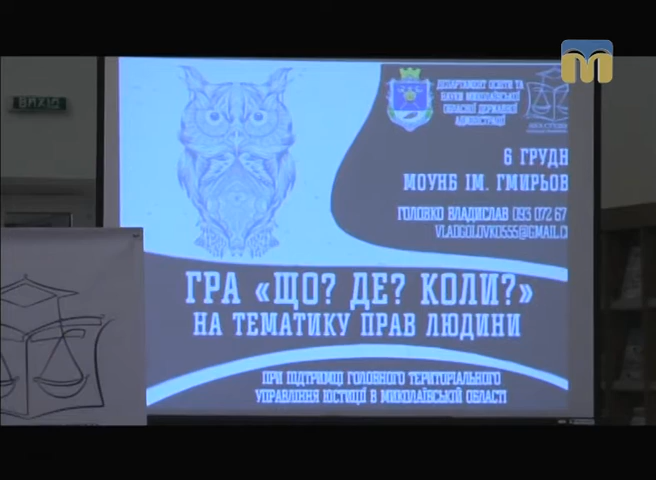 ВИХІД
ДЕПАРТАМЕНТ ОСВІТИ ТА
НАУКИ МИКОЛАЇВСЬКОЇ
ОБЛАСНОЇ ДЕРЖАВНОЇ
АДМІНІСТРАЦІЇ
6 ГРУДН
МОУНБ ІМ. ГМИРЬОВ
ГОЛОВКО ВЛАДИСЛАВ 093 072 67
VLADGOLOVKO555@GMAIL.C
ГРА «ЩО? ДЕ? КОЛИ?»
НА ТЕМАТИКУ ПРАВ ЛЮДИНИ
ПРИ ПІДТРИМЦІ ГОЛОВНОГО ТЕРИТОРІАЛЬНОГО
УПРАВЛІННЯ ЮСТИЦІЇ В МИКОЛАЇВСЬКІЙ ОБЛАСТІ